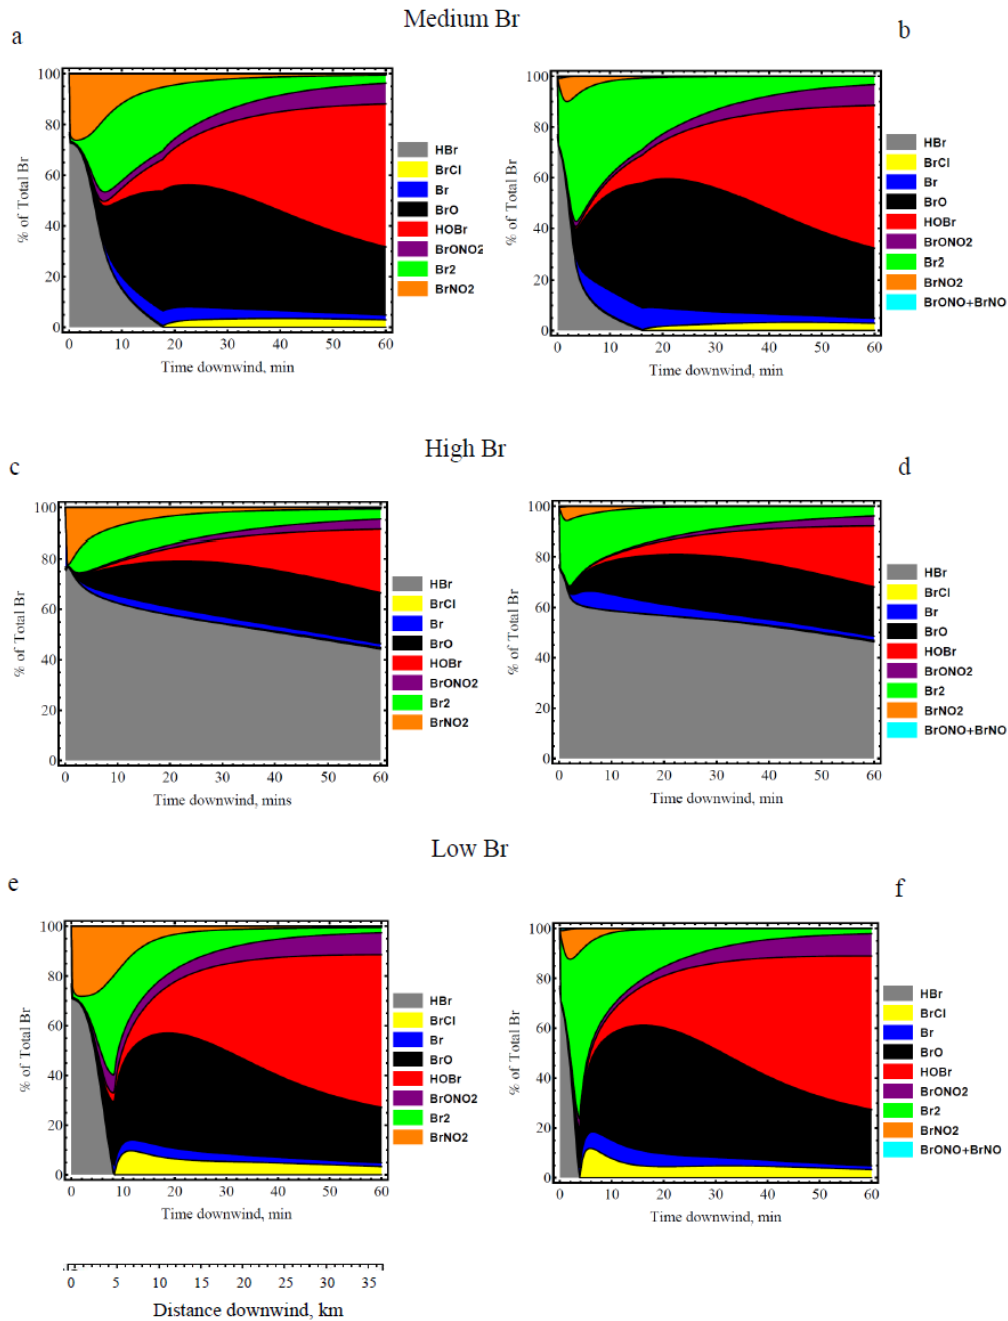 Medium Br
a
b
100
80
60
40
20
0
% of Total Br
0 10 20 30 40 50 60
Time downwind, min
HBr
BrCl
Br
BrO
HOBr
BrONO2
Br2
BrNO2
100
80
60
40
20
0
% of Total Br
0 10 20 30 40 50 60
Time downwind, min
HBr
BrCl
Br
BrO
HOBr
BrONO2
Br2
BrNO2
BrONO+BrNO
High Br
c
d
100
80
60
40
20
0
% of Total Br
0 10 20 30 40 50 60
Time downwind, mins
HBr
BrCl
Br
BrO
HOBr
BrONO2
Br2
BrNO2
100
80
60
40
20
0
% of Total Br
0 10 20 30 40 50 60
Time downwind, min
HBr
BrCl
Br
BrO
HOBr
BrONO2
Br2
BrNO2
BrONO+BrNO
Low Br
e
f
100
80
60
40
20
0
% of Total Br
0 10 20 30 40 50 60
Time downwind, min
HBr
BrCl
Br
BrO
HOBr
BrONO2
Br2
BrNO2
100
80
60
40
20
0
% of Total Br
0 10 20 30 40 50 60
Time downwind, min
HBr
BrCl
Br
BrO
HOBr
BrONO2
Br2
BrNO2
BrONO+BrNO
0 5 10 15 20 25 30 35
Distance downwind, km